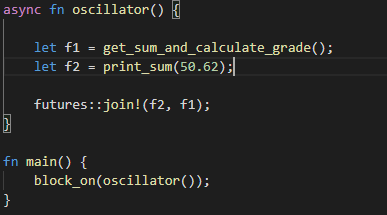 async fn oscillator() {
    let f1 = get_sum_and_calculate_grade();
    let f2 = print_sum(50.62);
    futures::join!(f2, f1);
}
fn main() {
    block_on(oscillator());
}